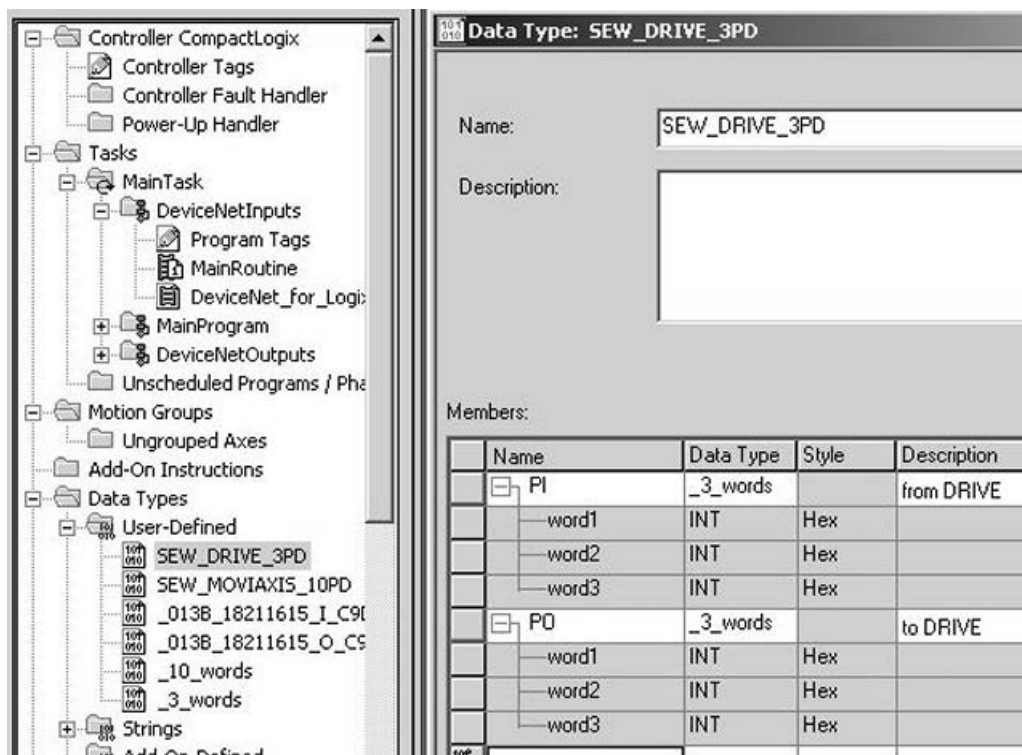 Controller CompactLogix
Controller Tags
Controller Fault Handler
Power-Up Handler
Tasks
MainTask
DeviceNetInputs
Program Tags
MainRoutine
DeviceNet_for_Logi
MainProgram
DeviceNetOutputs
Unscheduled Programs / Pha
Motion Groups
Ungrouped Axes
Add-On Instructions
Data Types
User-Defined
SEW_DRIVE_3PD
SEW_MOVIAXIS_10PD
_013B_18211615_I_C9
_013B_18211615_O_C9
_10_words
_3_words
Strings
Add-On-Defined
Data Type: SEW_DRIVE_3PD
Name: SEW_DRIVE_3PD
Description:
Members:
Name Data Type Style Description
PI _3_words from DRIVE
word1 INT Hex
word2 INT Hex
word3 INT Hex
PO _3_words to DRIVE
word1 INT Hex
word2 INT Hex
word3 INT Hex